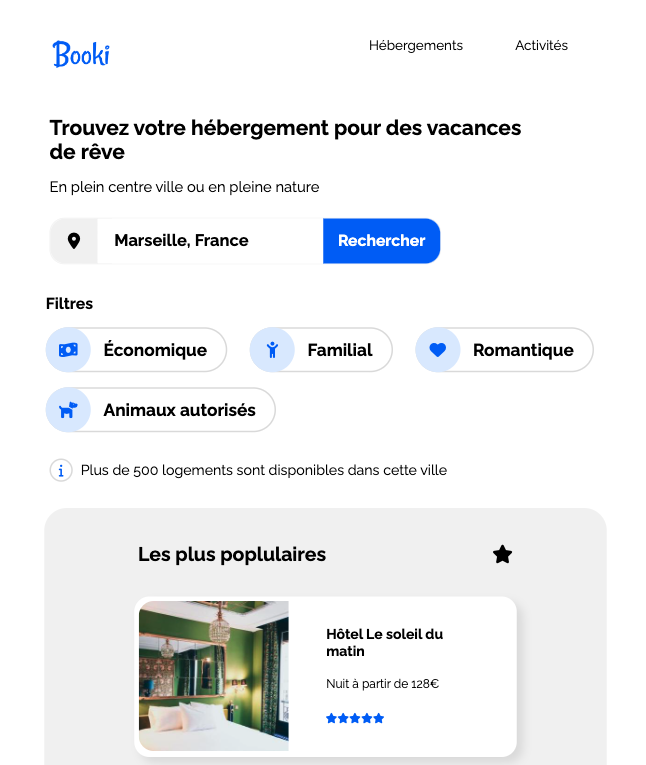 Booki
Hébergements
Activités
Trouvez votre hébergement pour des vacances
de rêve
En plein centre ville ou en pleine nature
Marseille, France
Rechercher
Filtres
Économique
Familial
Romantique
Animaux autorisés
Plus de 500 logements sont disponibles dans cette ville
Les plus poplulaires
Hôtel Le soleil du
matin
Nuit à partir de 128€